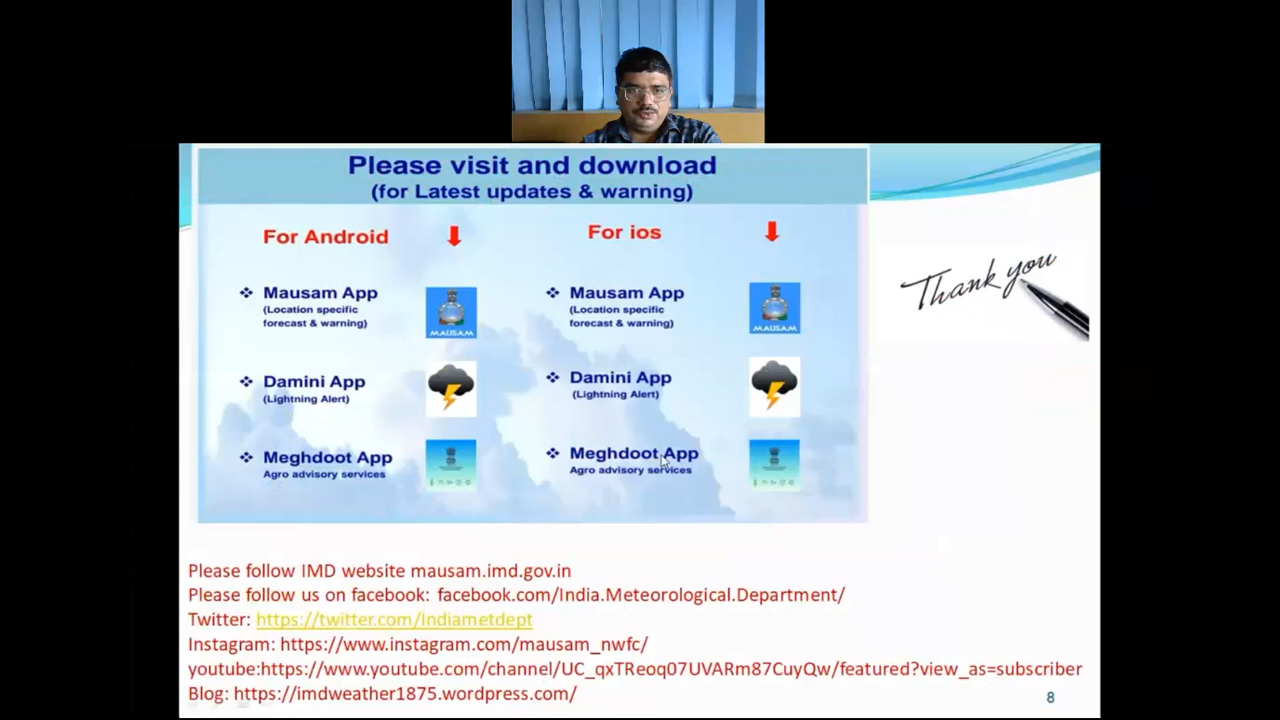 Please visit and download
(for Latest updates & warning)
For Android
For ios
Mausam App
(Location specific
forecast & warning)
MAUSAM
Mausam App
(Location specific
forecast & warning)
MAUSAM
Damini App
(Lightning Alert)
Damini App
(Lightning Alert)
Meghdoot App
Agro advisory services
Meghdoot App
Agro advisory services
Thank you
Please follow IMD website mausam.imd.gov.in
Please follow us on facebook: facebook.com/India.Meteorological.Department/
Twitter: https://twitter.com/Indiametdept
Instagram: https://www.instagram.com/mausam_nwfc/
youtube:https://www.youtube.com/channel/UC_qxTReoq07UVARm87CuyQw/featured?view_as=subscriber
Blog: https://imdweather1875.wordpress.com/
8